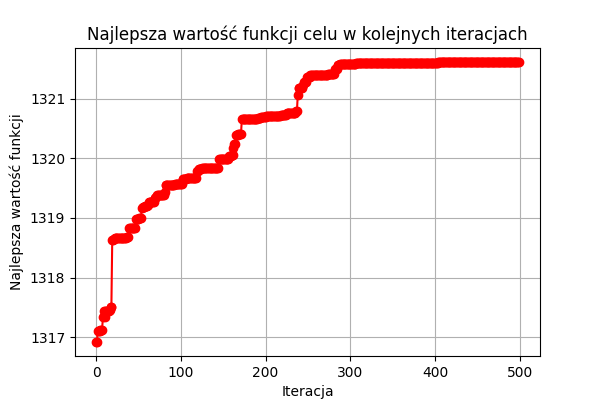 Najlepsza wartość funkcji celu w kolejnych iteracjach
Najlepsza wartość funkcji
1321
1320
1319
1318
1317
0 100 200 300 400 500
Iteracja